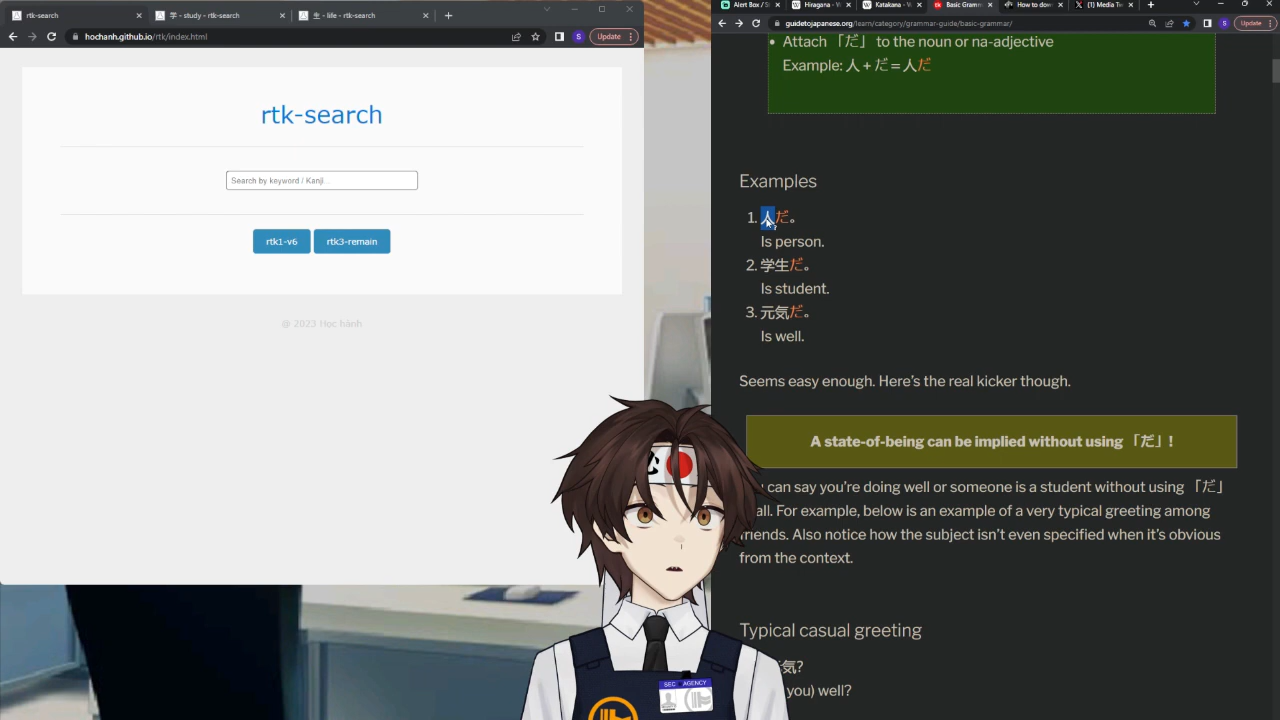 rtk-search
学 - study - rtk-search
生 - life - rtk-search
hochanh.github.io/rtk/index.html
Update
rtk-search
Search by keyword / Kanji...
rtk1-v6
rtk3-remain
@ 2023 Học hành
Alert Box / S
Hiragana - W
Katakana - W
Basic Gramm
How to dow
(1) Media Tw
guidetojapanese.org/learn/category/grammar-guide/basic-grammar/
Update
• Attach 「だ」 to the noun or na-adjective
Example: 人 + だ = 人だ
Examples
1. 人だ。
Is person.
2. 学生だ。
Is student.
3. 元気だ。
Is well.
Seems easy enough. Here's the real kicker though.
A state-of-being can be implied without using 「だ」!
can say you're doing well or someone is a student without using 「だ」
all. For example, below is an example of a very typical greeting among
friends. Also notice how the subject isn't even specified when it's obvious
from the context.
Typical casual greeting
気?
you) well?
SEC AGENCY